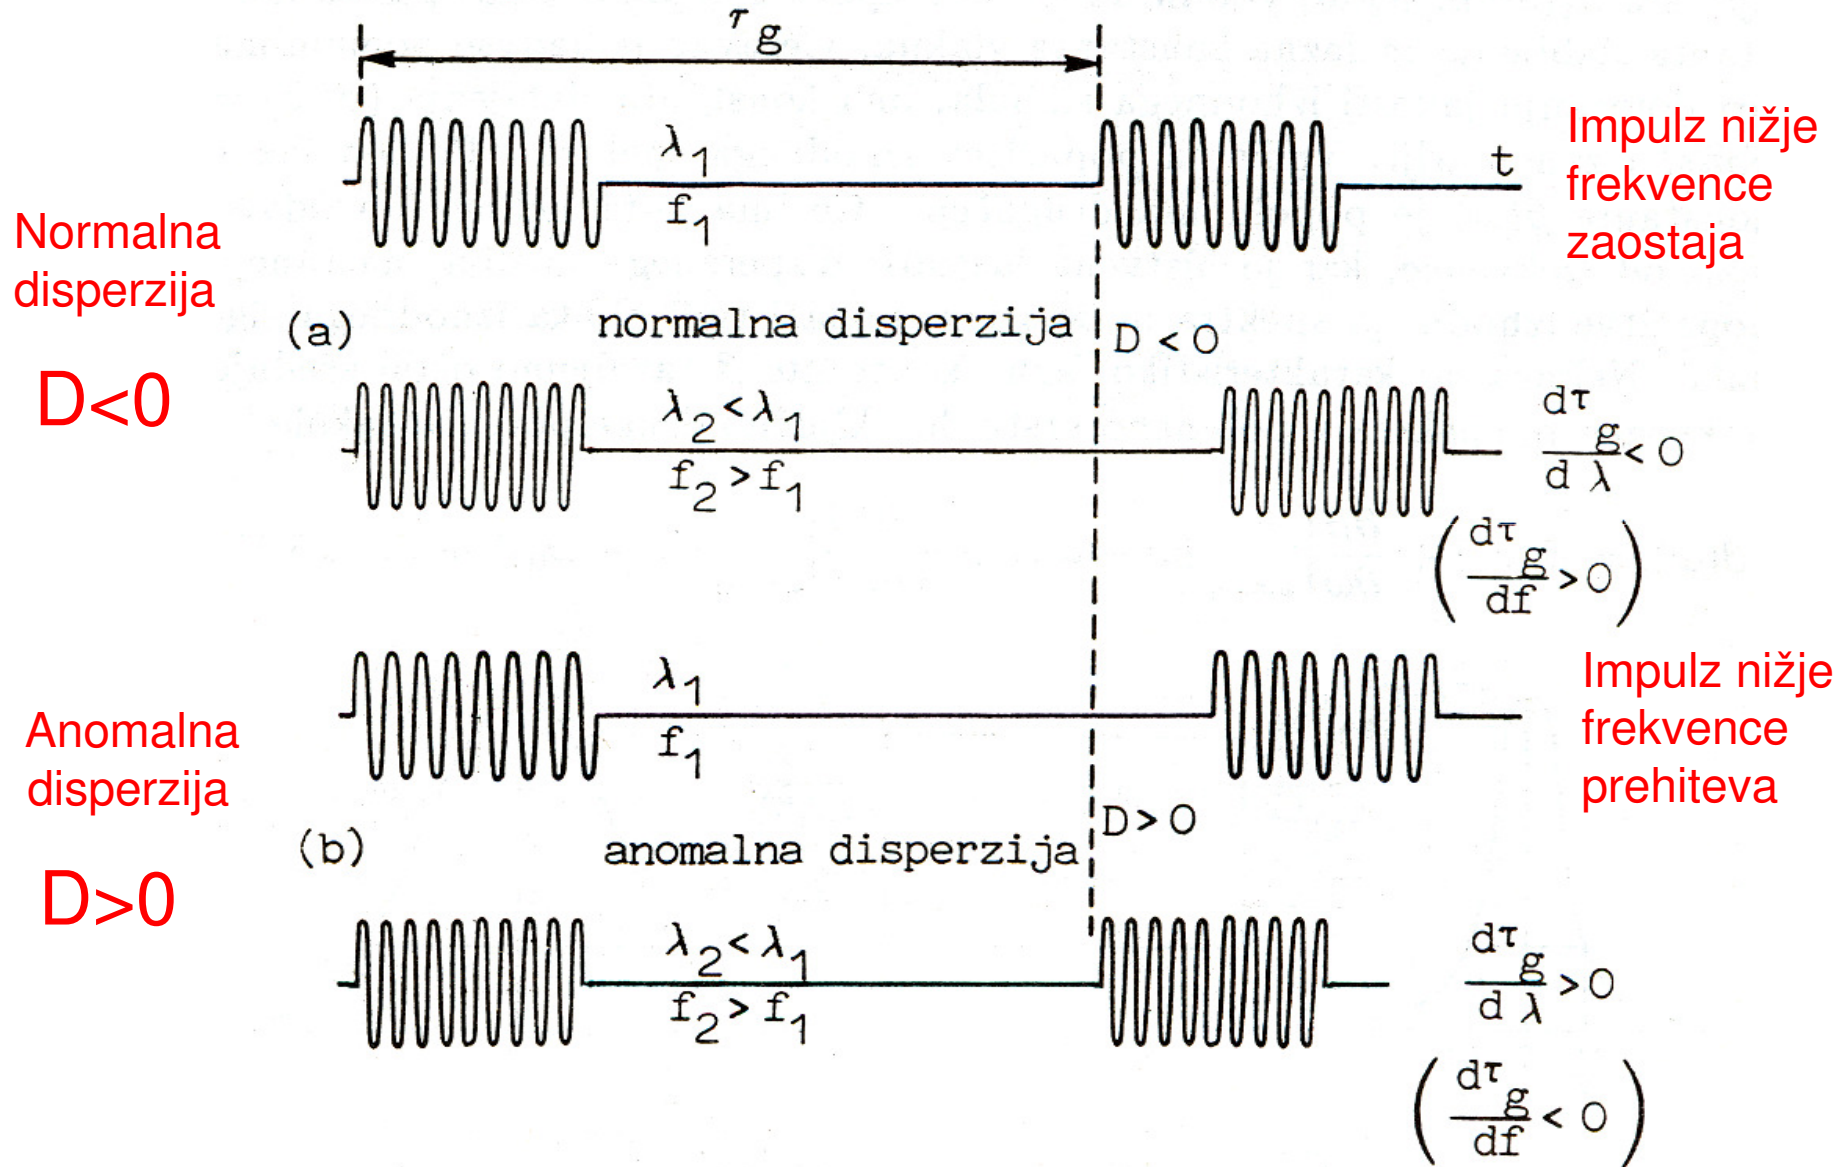 τg
λ1
f1
t
Impulz nižje
frekvence
zaostaja
Normalna
disperzija
D<0
(a)
normalna disperzija
D < 0
λ2 < λ1
f2 > f1
dτg/d λ < 0
(dτg/df > 0)
λ1
f1
Impulz nižje
frekvence
prehiteva
Anomalna
disperzija
D>0
(b)
anomalna disperzija
D > 0
λ2 < λ1
f2 > f1
dτg/d λ > 0
(dτg/df < 0)